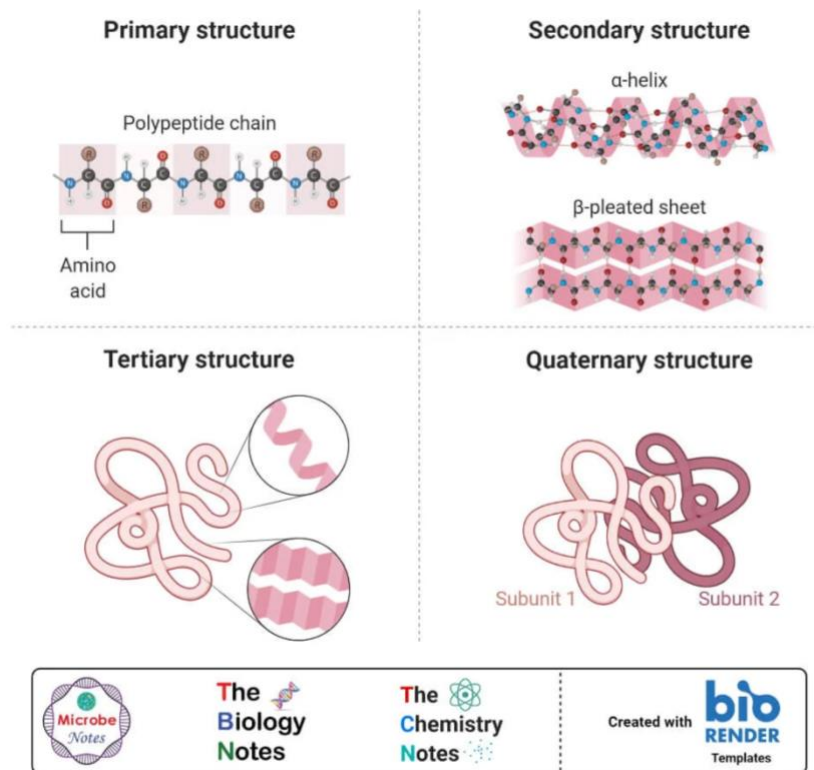 Primary structure
Polypeptide chain
R
R
R
N
H
C
H
C
O
N
H
C
H
R
C
O
N
H
C
H
C
O
N
H
C
H
R
C
O
N
H
C
H
C
O
Amino
acid
Secondary structure
α-helix
β-pleated sheet
Tertiary structure
Quaternary structure
Subunit 1
Subunit 2
Microbe
Notes
The
Biology
Notes
The
Chemistry
Notes
Created with
bio
RENDER
Templates